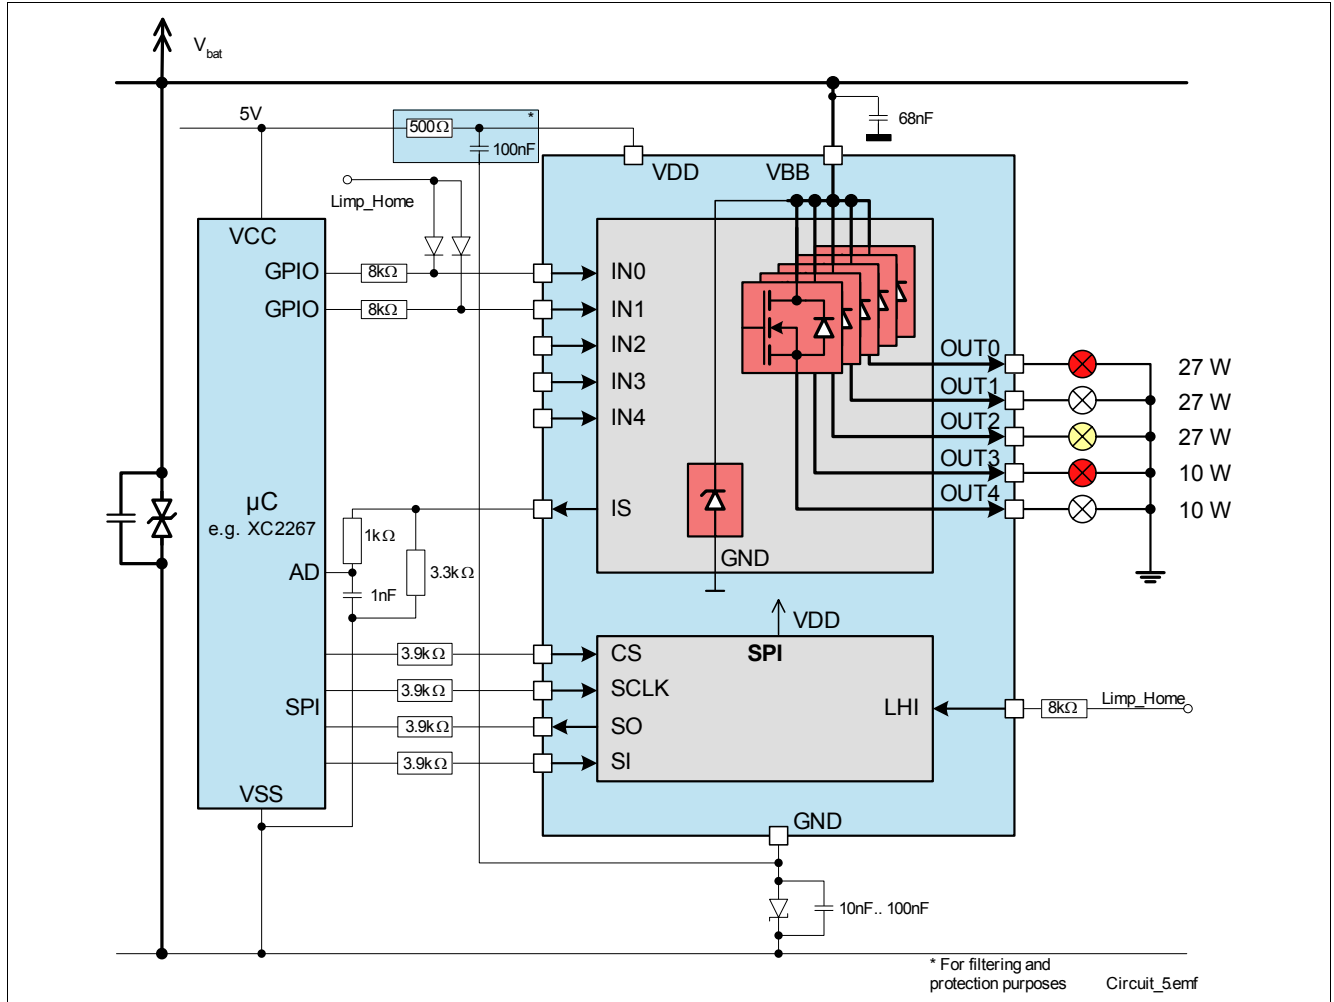 V_bat
5V
500Ω
*
100nF
68nF
VDD
VBB
Limp_Home
VCC
GPIO
8kΩ
IN0
GPIO
8kΩ
IN1
IN2
IN3
IN4
OUT0
27 W
OUT1
27 W
OUT2
27 W
OUT3
10 W
OUT4
10 W
µC
e.g. XC2267
IS
1kΩ
3.3kΩ
AD
1nF
GND
VDD
SPI
3.9kΩ
CS
3.9kΩ
SCLK
SPI
3.9kΩ
SO
3.9kΩ
SI
LHI
8kΩ
Limp_Home
VSS
GND
10nF.. 100nF
* For filtering and
protection purposes
Circuit_5.emf